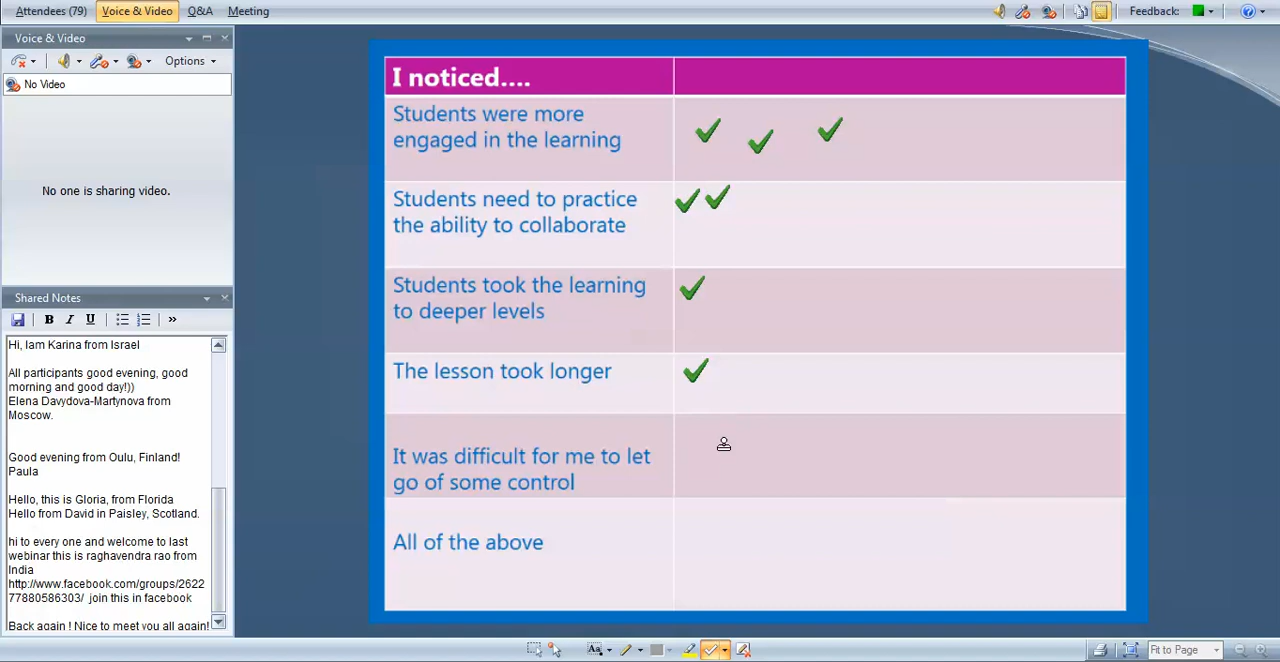 Attendees (79) Voice & Video Q&A Meeting Feedback:
Voice & Video
Options
No Video
No one is sharing video.
Shared Notes
B I U »
Hi, Iam Karina from Israel
All participants good evening, good
morning and good day!))
Elena Davydova-Martynova from
Moscow.
Good evening from Oulu, Finland!
Paula
Hello, this is Gloria, from Florida
Hello from David in Paisley, Scotland.
hi to every one and welcome to last
webinar this is raghavendra rao from
India
http://www.facebook.com/groups/2622
77880586303/ join this in facebook
Back again ! Nice to meet you all again!
I noticed....
Students were more
engaged in the learning
Students need to practice
the ability to collaborate
Students took the learning
to deeper levels
The lesson took longer
It was difficult for me to let
go of some control
All of the above
Aa
Fit to Page